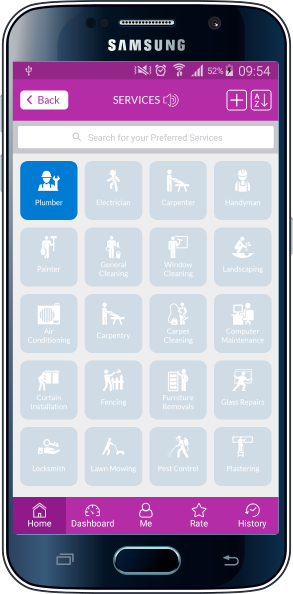 SAMSUNG
52% 09:54
Back SERVICES A Z
Search for your Preferred Services
Plumber Electrisian Carpenter Handyman
Painter General Cleaning Window Cleaning Landscaping
Air Conditioning Carpentry Carpet Cleaning Computer Maintenance
Curtain Installation Fencing Furniture Removals Glass Repairs
Locksmith Lawn Mowing Pest Control Plastering
Home Dashboard Me Rate History